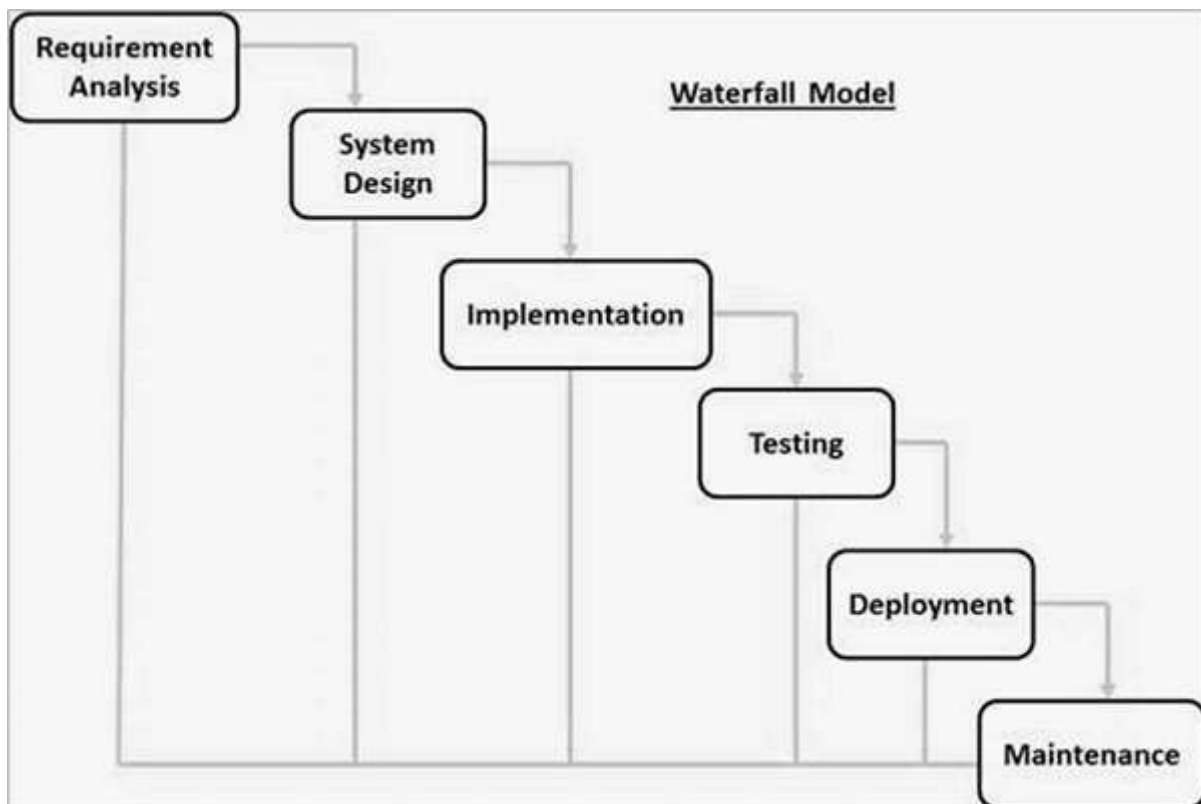 Requirement
Analysis
Waterfall Model
System
Design
Implementation
Testing
Deployment
Maintenance